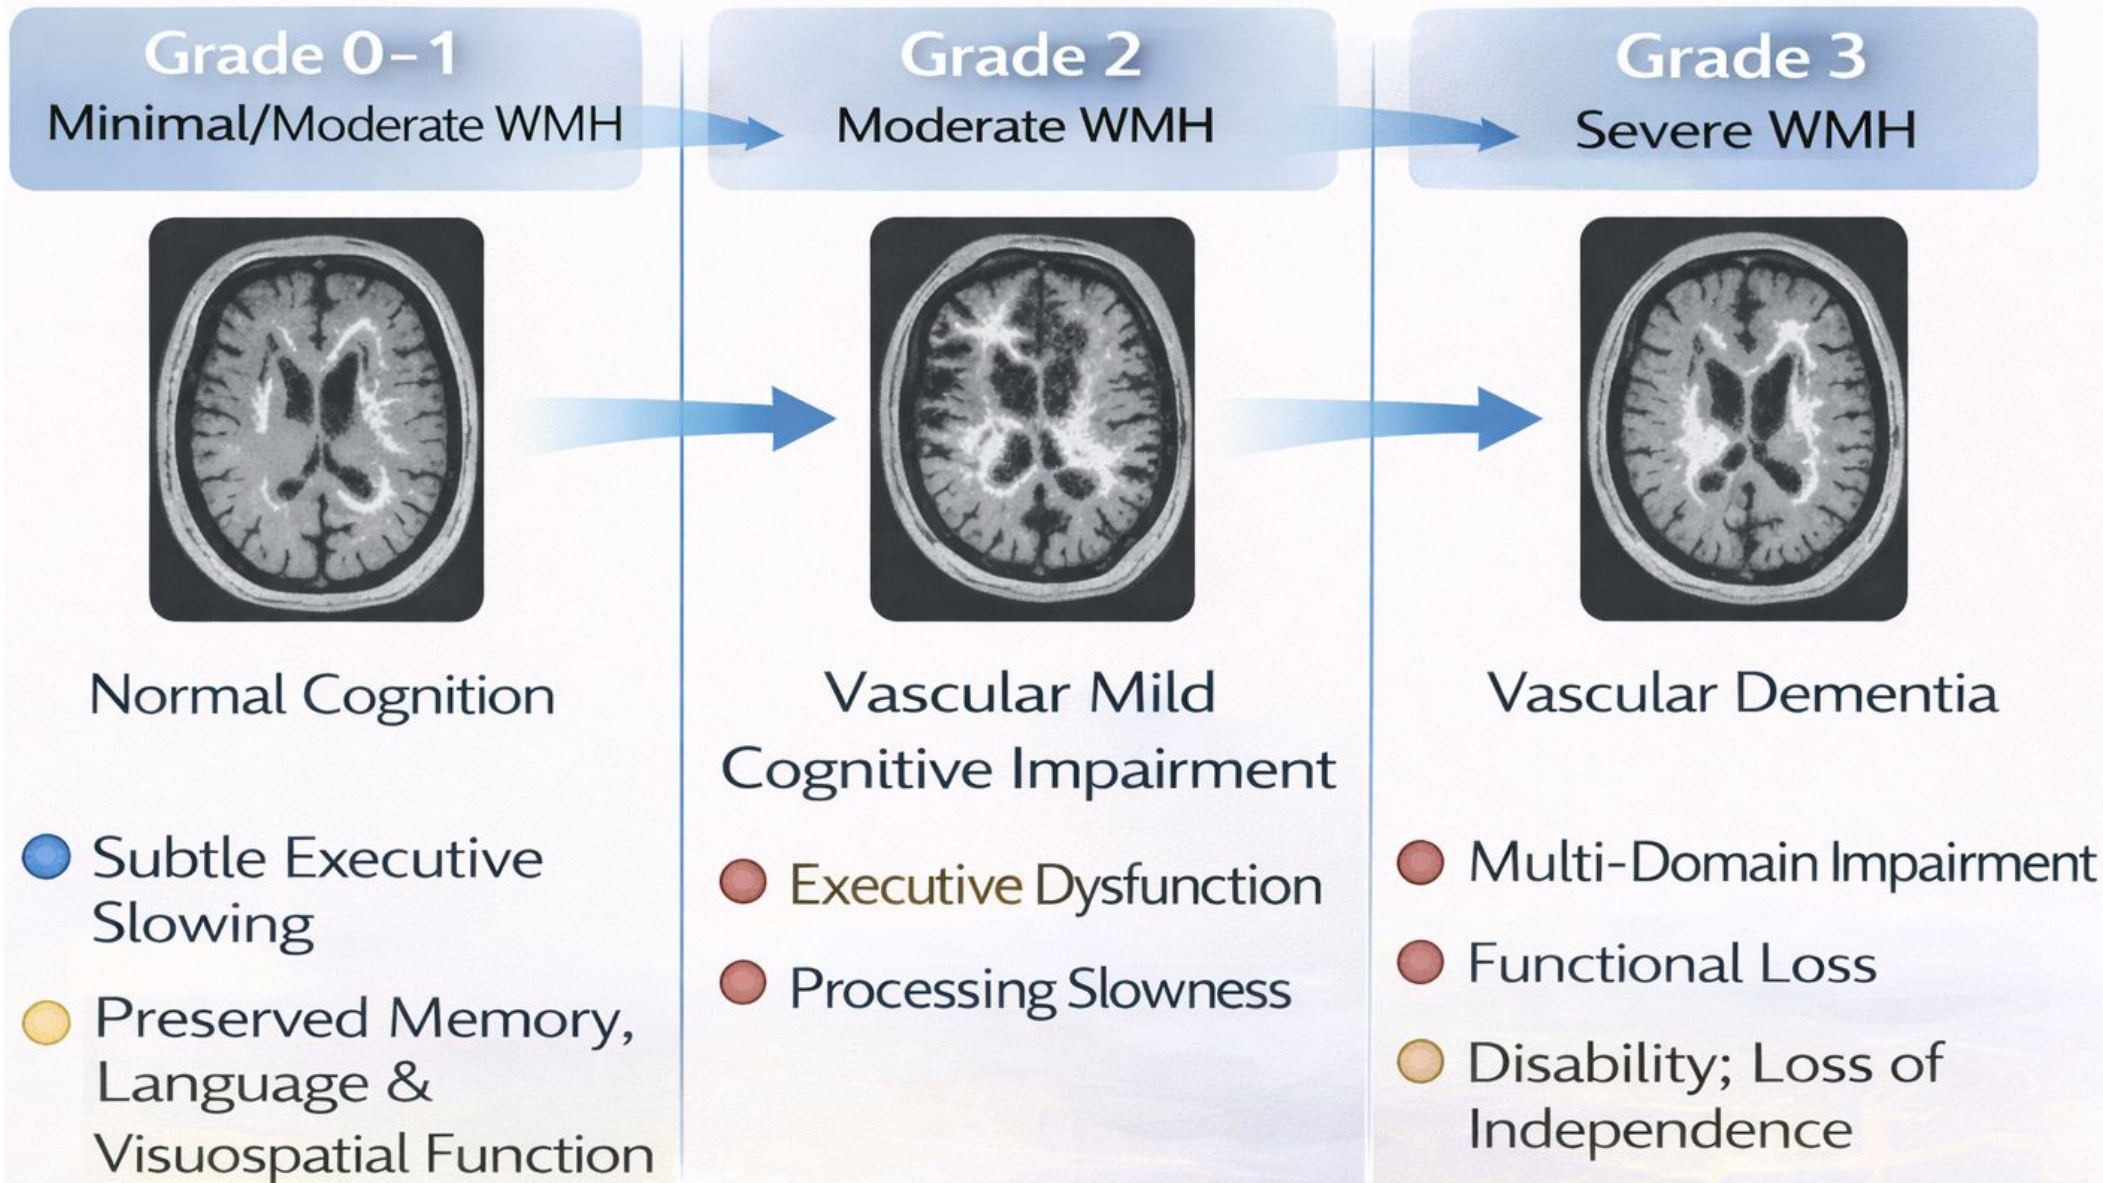 Grade 0–1
Minimal/Moderate WMH
Normal Cognition
Subtle Executive
Slowing
Preserved Memory,
Language &
Visuospatial Function
Grade 2
Moderate WMH
Vascular Mild
Cognitive Impairment
Executive Dysfunction
Processing Slowness
Grade 3
Severe WMH
Vascular Dementia
Multi-Domain Impairment
Functional Loss
Disability; Loss of
Independence